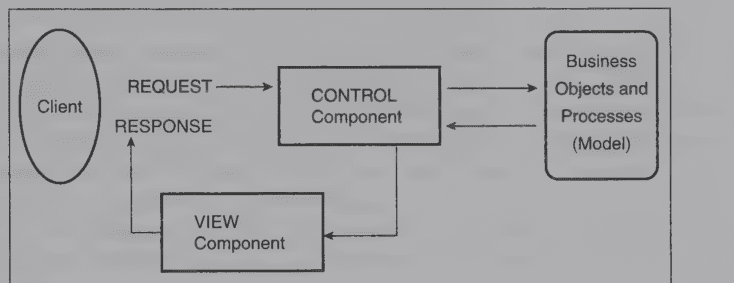 Client
REQUEST
RESPONSE
CONTROL
Component
Business
Objects and
Processes
(Model)
VIEW
Component